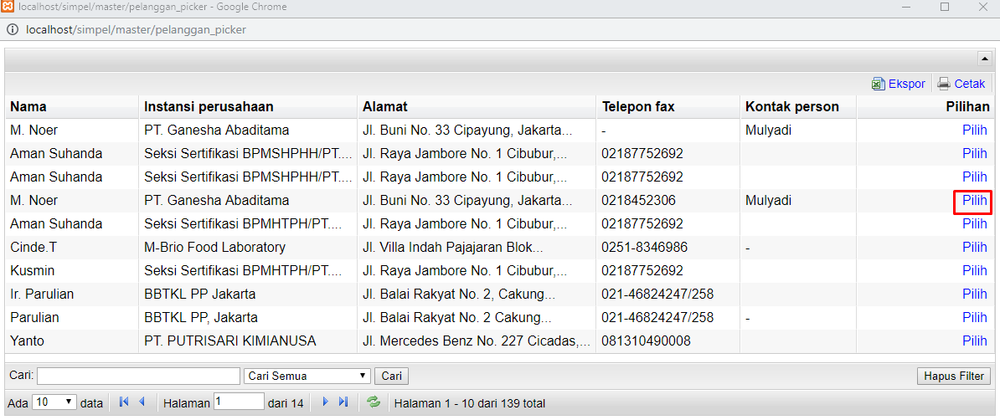 localhost/simpel/master/pelanggan_picker - Google Chrome
localhost/simpel/master/pelanggan_picker
Ekspor Cetak
Nama Instansi perusahaan Alamat Telepon fax Kontak person Pilihan
M. Noer PT. Ganesha Abaditama Jl. Buni No. 33 Cipayung, Jakarta... - Mulyadi Pilih
Aman Suhanda Seksi Sertifikasi BPMSHPHH/PT.... Jl. Raya Jambore No. 1 Cibubur,... 02187752692 Pilih
Aman Suhanda Seksi Sertifikasi BPMSHPHH/PT.... Jl. Raya Jambore No. 1 Cibubur,... 02187752692 Pilih
M. Noer PT. Ganesha Abaditama Jl. Buni No. 33 Cipayung, Jakarta... 0218452306 Mulyadi Pilih
Aman Suhanda Seksi Sertifikasi BPMHTPH/PT.... Jl. Raya Jambore No. 1 Cibubur,... 02187752692 Pilih
Cinde.T M-Brio Food Laboratory Jl. Villa Indah Pajajaran Blok... 0251-8346986 - Pilih
Kusmin Seksi Sertifikasi BPMHTPH/PT.... Jl. Raya Jambore No. 1 Cibubur,... 02187752692 Pilih
Ir. Parulian BBTKL PP Jakarta Jl. Balai Rakyat No. 2, Cakung... 021-46824247/258 Pilih
Parulian BBTKL PP, Jakarta Jl. Balai Rakyat No. 2 Cakung... 021-46824247/258 - Pilih
Yanto PT. PUTRISARI KIMIANUSA Jl. Mercedes Benz No. 227 Cicadas,... 081310490008 Pilih
Cari: Cari Semua Cari Hapus Filter
Ada 10 data Halaman 1 dari 14 Halaman 1 - 10 dari 139 total